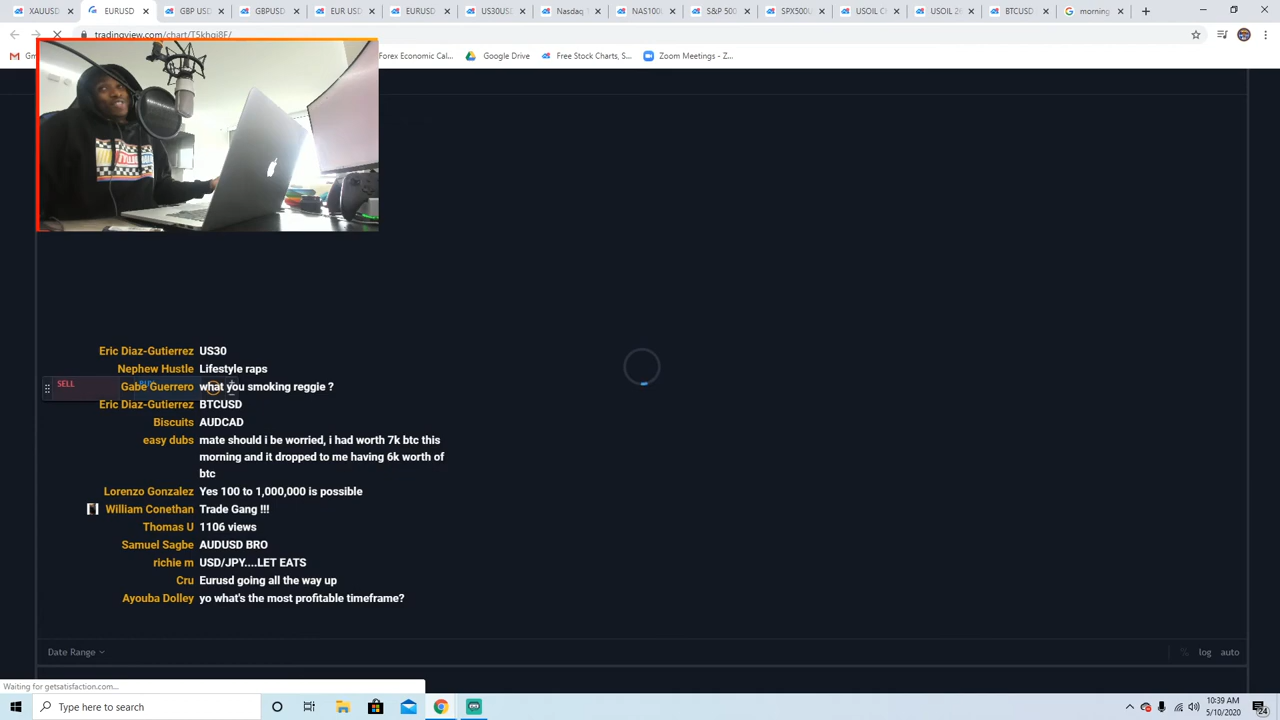 XAUUSD
EURUSD
GBP USD
GBPUSD
EUR USD
EURUSD
US30US
Nasdaq
NAS100
S&P 500
SPX500
USOIL
USOIL
BTCUSD
morning
tradingview.com/chart/T5khgi8F/
Forex Economic Cal...
Google Drive
Free Stock Charts, S...
Zoom Meetings - Z...
Eric Diaz-Gutierrez US30
Nephew Hustle Lifestyle raps
SELL
Gabe Guerrero what you smoking reggie ?
Eric Diaz-Gutierrez BTCUSD
Biscuits AUDCAD
easy dubs mate should i be worried, i had worth 7k btc this
morning and it dropped to me having 6k worth of
btc
Lorenzo Gonzalez Yes 100 to 1,000,000 is possible
William Conethan Trade Gang !!!
Thomas U 1106 views
Samuel Sagbe AUDUSD BRO
richie m USD/JPY....LET EATS
Cru Eurusd going all the way up
Ayouba Dolley yo what's the most profitable timeframe?
Date Range
% log auto
Waiting for getsatisfaction.com...
Type here to search
10:39 AM
5/10/2020
24